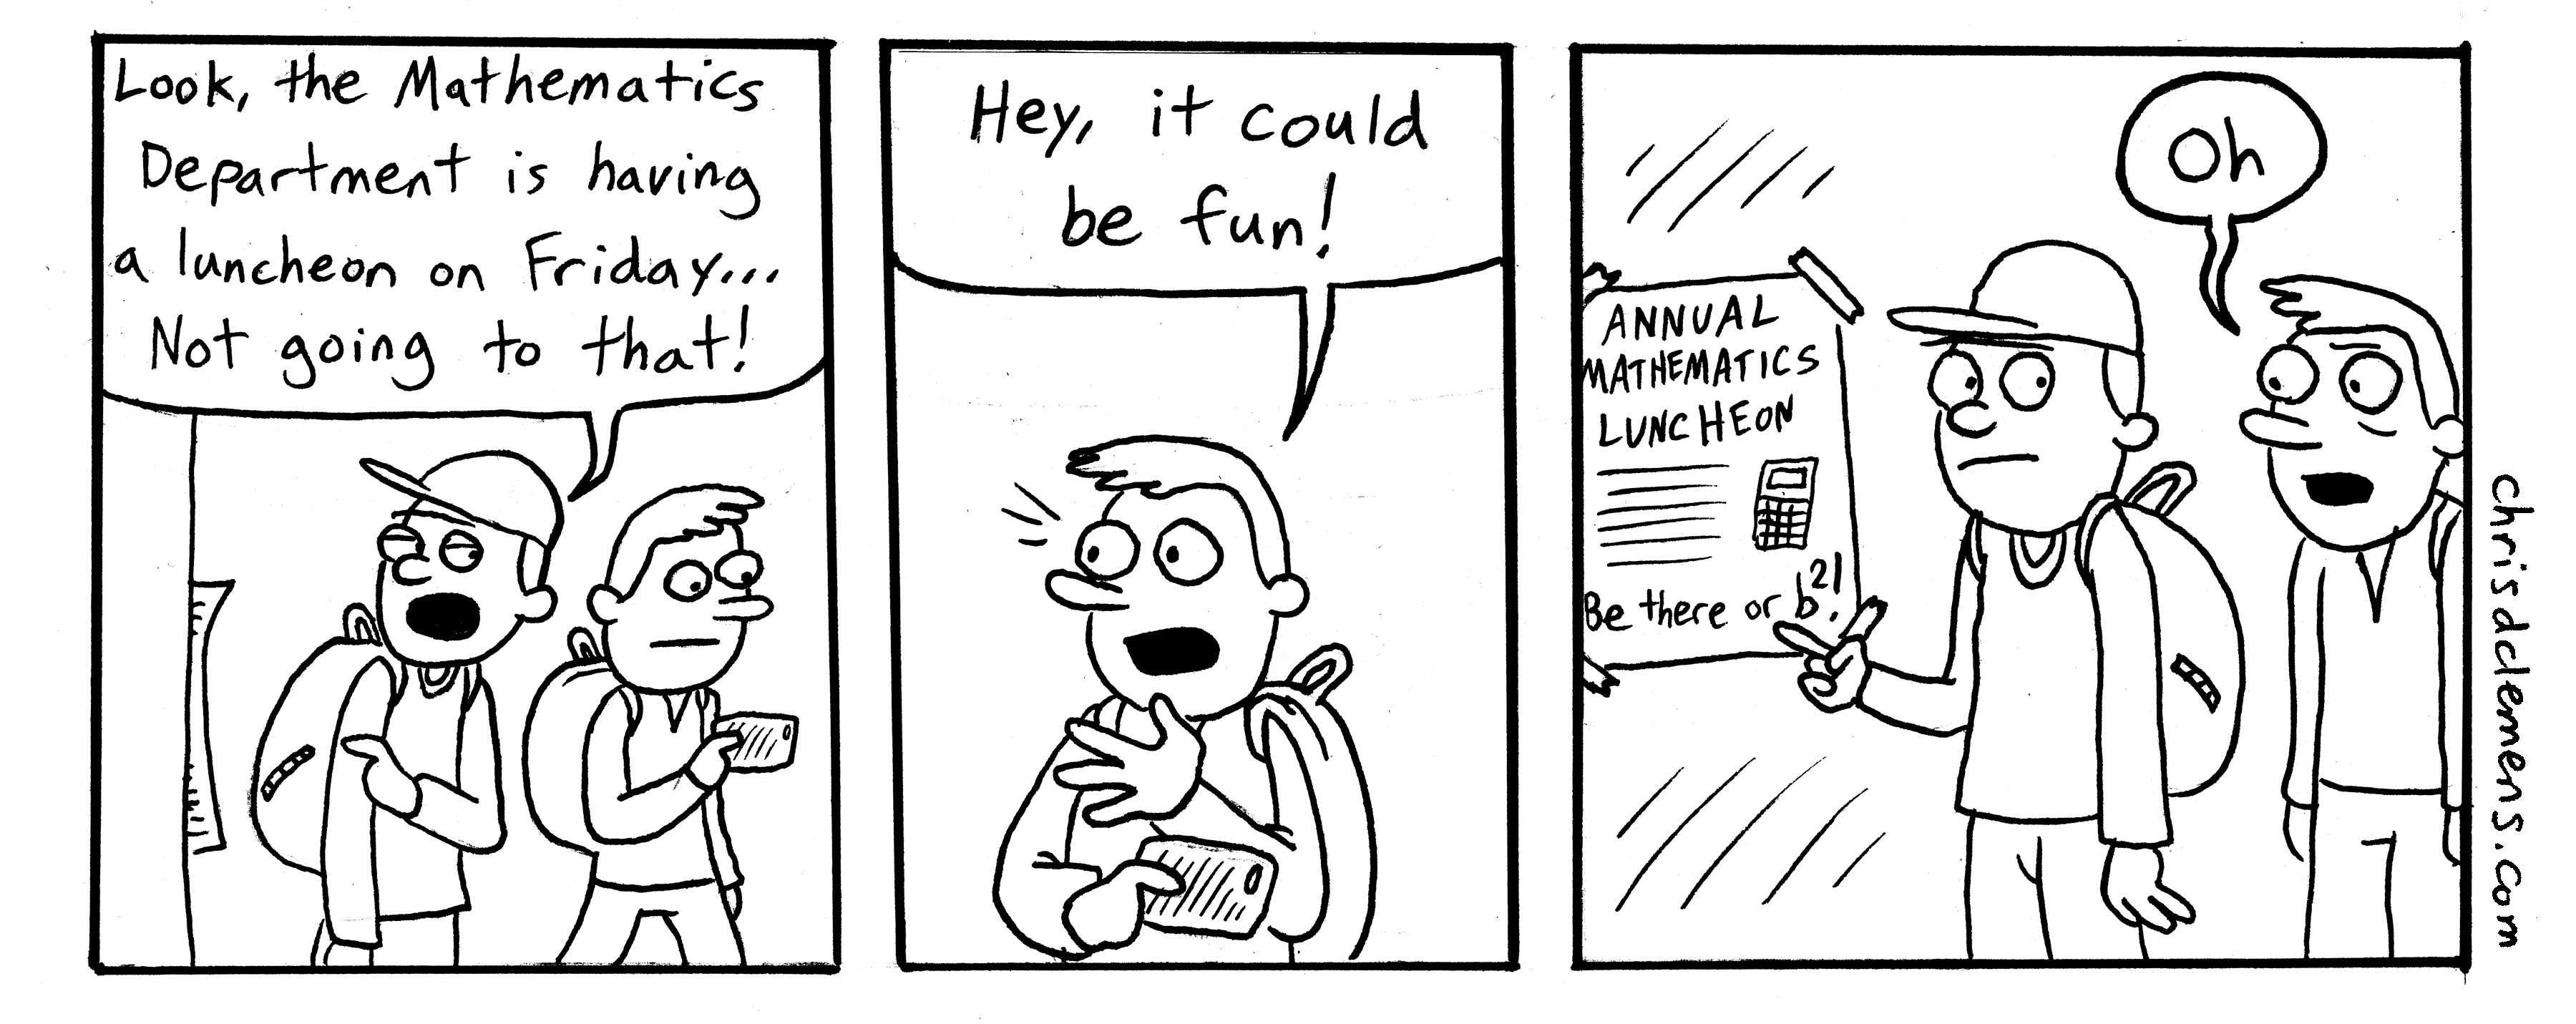 Look, the Mathematics
Department is having
a luncheon on Friday...
Not going to that!
Hey, it could
be fun!
Oh
ANNUAL
MATHEMATICS
LUNCHEON
Be there or b²!
chrisdclemens.com